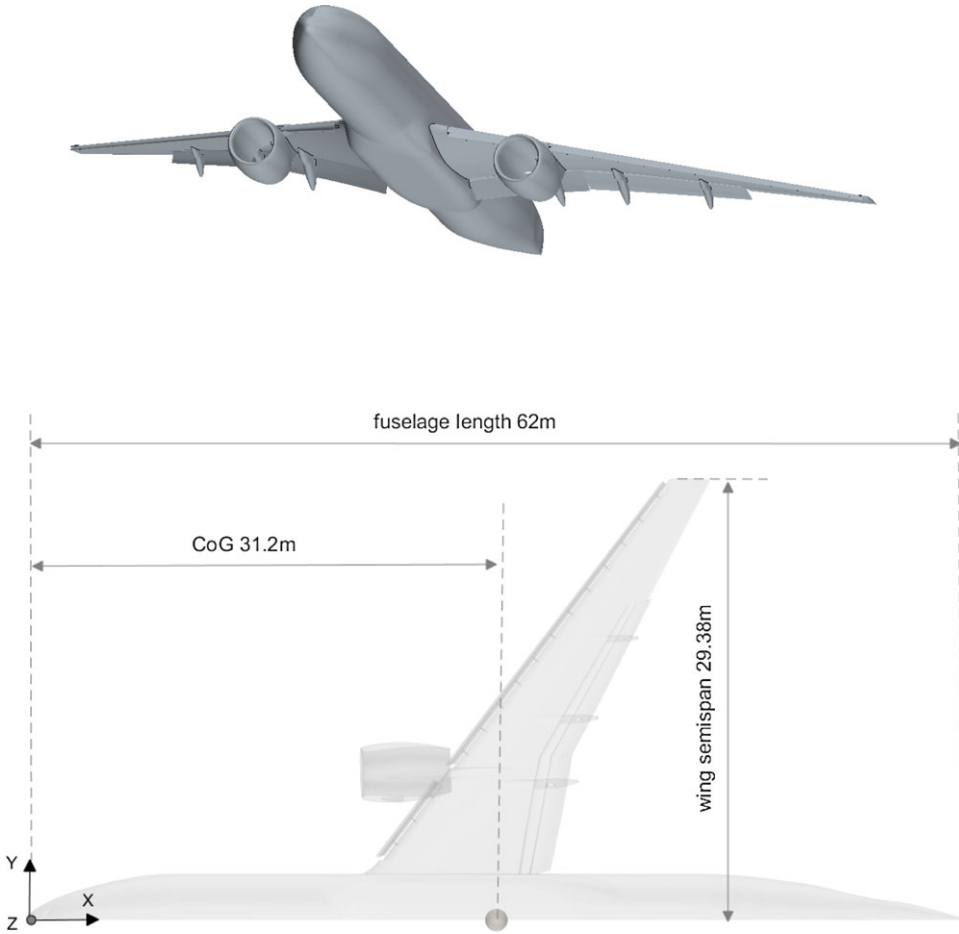 fuselage length 62m
CoG 31.2m
wing semispan 29.38m
Y
X
Z